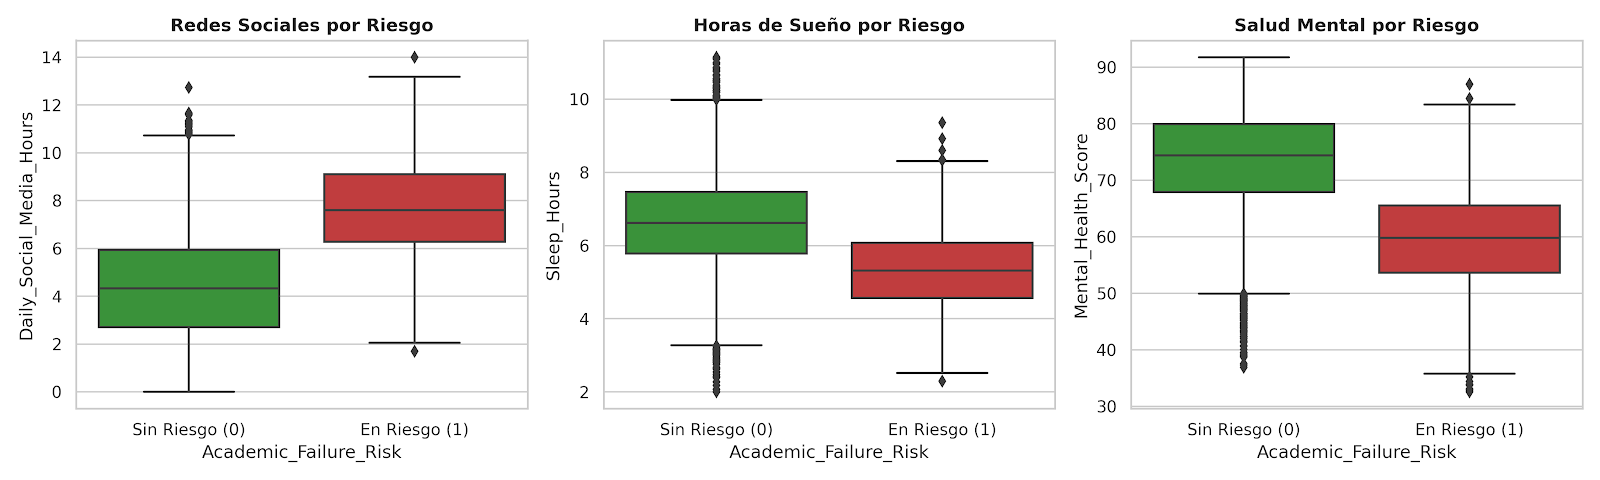 Redes Sociales por Riesgo
Daily_Social_Media_Hours
14
12
10
8
6
4
2
0
Sin Riesgo (0)
En Riesgo (1)
Academic_Failure_Risk
Horas de Sueño por Riesgo
Sleep_Hours
10
8
6
4
2
Sin Riesgo (0)
En Riesgo (1)
Academic_Failure_Risk
Salud Mental por Riesgo
Mental_Health_Score
90
80
70
60
50
40
30
Sin Riesgo (0)
En Riesgo (1)
Academic_Failure_Risk